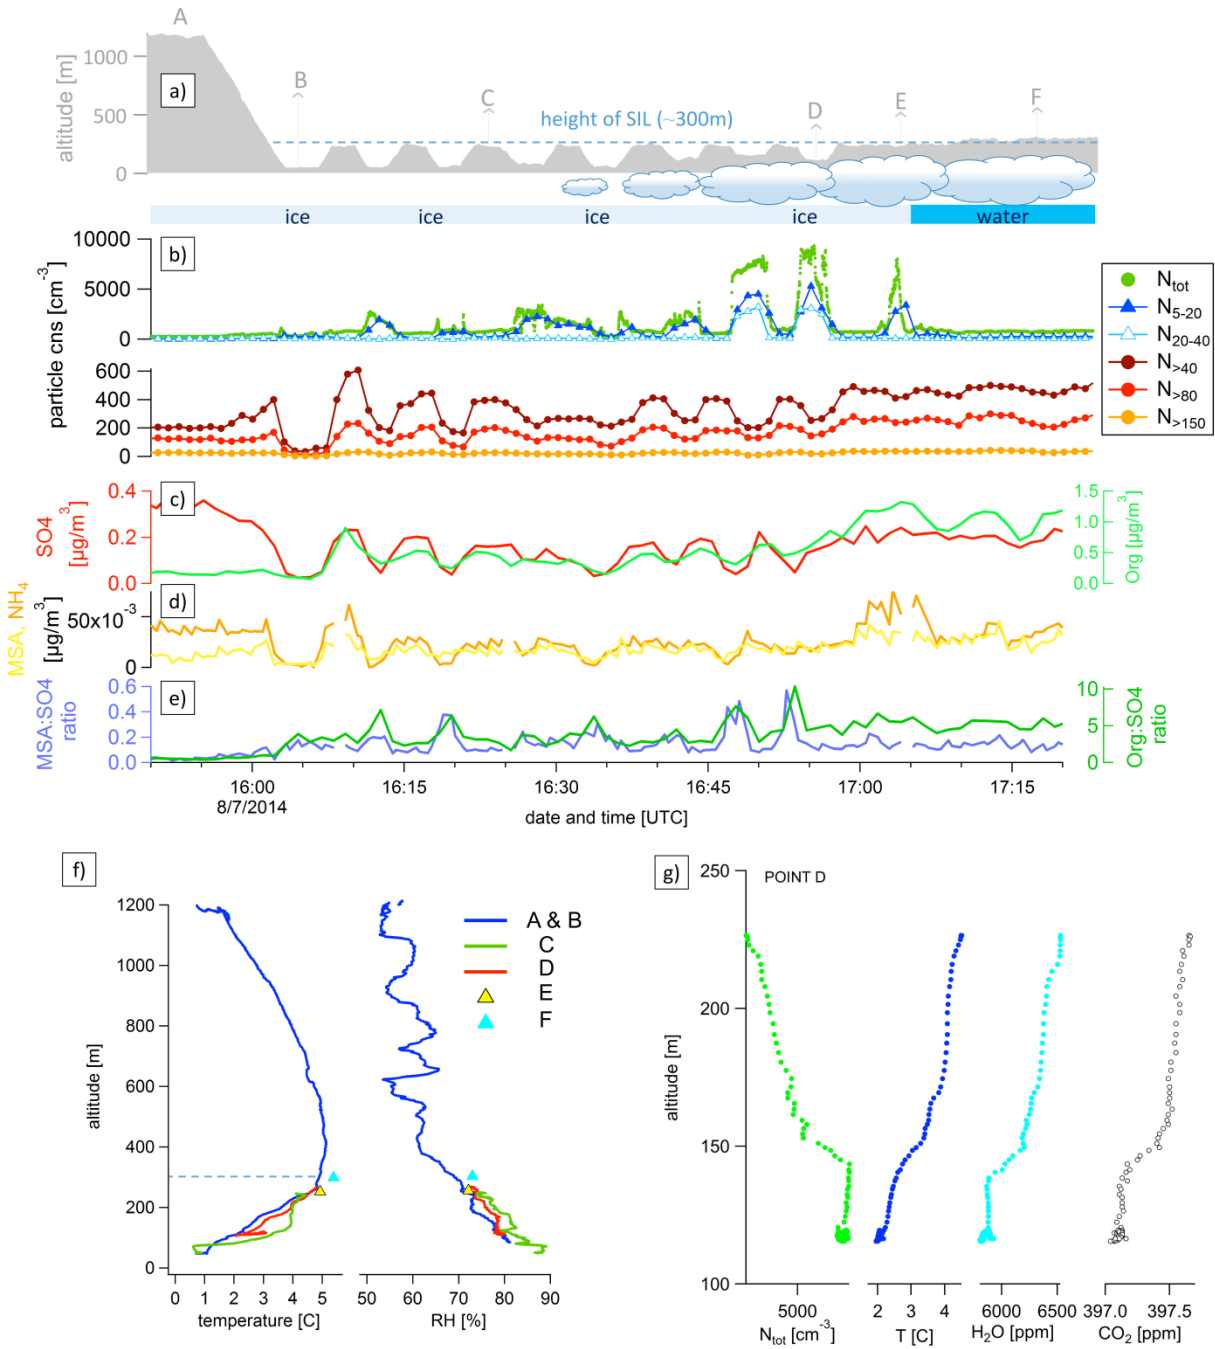 A
1000
a)
B
C
D
E
F
altitude [m]
500
height of SIL (~300m)
0
ice
ice
ice
ice
water
10000
b)
5000
0
particle cns [cm⁻³]
600
400
200
0
N_tot
N_5-20
N_20-40
N_>40
N_>80
N_>150
SO4
[µg/m³]
0.4
0.2
0.0
c)
1.5
1.0
0.5
0.0
Org [µg/m³]
MSA, NH₄
[µg/m³]
50x10⁻³
0
d)
MSA:SO4
ratio
0.6
0.4
0.2
0.0
e)
10
5
0
Org:SO4
ratio
16:00
16:15
16:30
16:45
17:00
17:15
8/7/2014
date and time [UTC]
f)
1200
1000
800
600
400
200
0
altitude [m]
A & B
C
D
E
F
0 1 2 3 4 5
temperature [C]
50 60 70 80 90
RH [%]
g)
POINT D
250
200
150
100
altitude [m]
5000
N_tot [cm⁻³]
2 3 4
T [C]
6000 6500
H₂O [ppm]
397.0 397.5
CO₂ [ppm]